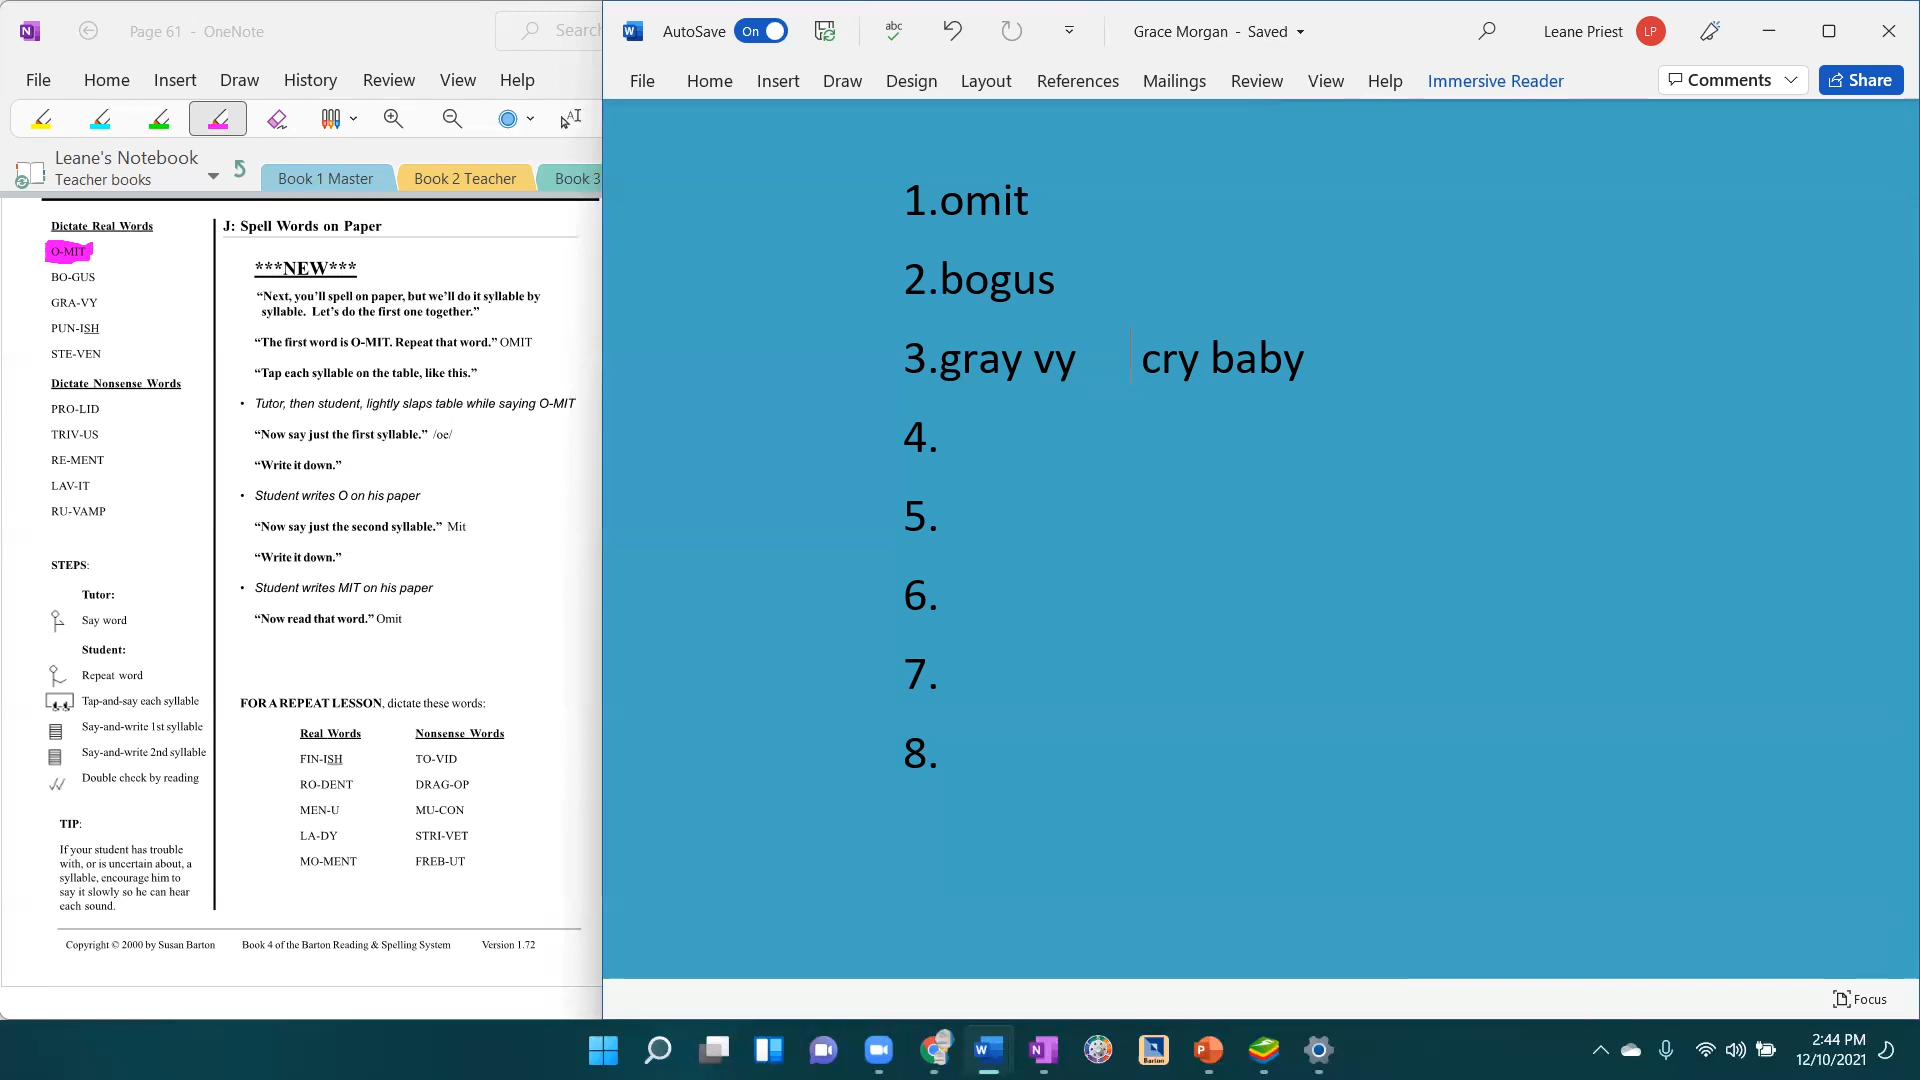 Page 61 - OneNote
Search
File Home Insert Draw History Review View Help
Leane's Notebook
Teacher books
Book 1 Master
Book 2 Teacher
Book 3
Dictate Real Words
O-MIT
BO-GUS
GRA-VY
PUN-ISH
STE-VEN
Dictate Nonsense Words
PRO-LID
TRIV-US
RE-MENT
LAV-IT
RU-VAMP
STEPS:
Tutor:
Say word
Student:
Repeat word
Tap-and-say each syllable
Say-and-write 1st syllable
Say-and-write 2nd syllable
Double check by reading
TIP:
If your student has trouble
with, or is uncertain about, a
syllable, encourage him to
say it slowly so he can hear
each sound.
J: Spell Words on Paper
***NEW***
“Next, you’ll spell on paper, but we’ll do it syllable by
syllable. Let’s do the first one together.”
“The first word is O-MIT. Repeat that word.” OMIT
“Tap each syllable on the table, like this.”
• Tutor, then student, lightly slaps table while saying O-MIT
“Now say just the first syllable.” /oe/
“Write it down.”
• Student writes O on his paper
“Now say just the second syllable.” Mit
“Write it down.”
• Student writes MIT on his paper
“Now read that word.” Omit
FOR A REPEAT LESSON, dictate these words:
Real Words Nonsense Words
FIN-ISH TO-VID
RO-DENT DRAG-OP
MEN-U MU-CON
LA-DY STRI-VET
MO-MENT FREB-UT
Copyright © 2000 by Susan Barton Book 4 of the Barton Reading & Spelling System Version 1.72
AutoSave On
abc
Grace Morgan - Saved
Leane Priest LP
File Home Insert Draw Design Layout References Mailings Review View Help Immersive Reader
Comments
Share
1.omit
2.bogus
3.gray vy cry baby
4.
5.
6.
7.
8.
Focus
Barton
2:44 PM
12/10/2021